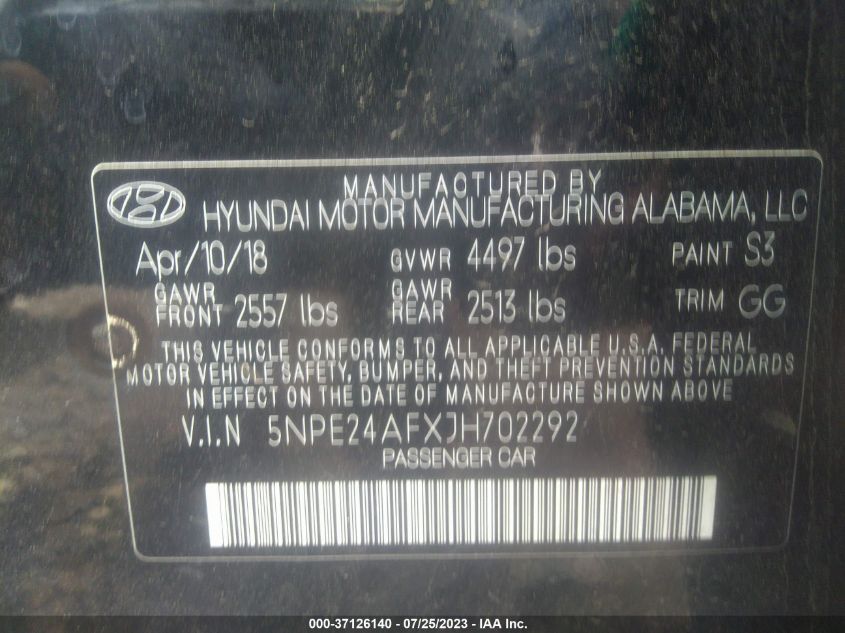 MANUFACTURED BY
HYUNDAI MOTOR MANUFACTURING ALABAMA, LLC
Apr/10/18 GVWR 4497 lbs PAINT S3
GAWR FRONT 2557 lbs GAWR REAR 2513 lbs TRIM GG
THIS VEHICLE CONFORMS TO ALL APPLICABLE U.S.A. FEDERAL
MOTOR VEHICLE SAFETY, BUMPER, AND THEFT PREVENTION STANDARDS
IN EFFECT ON THE DATE OF MANUFACTURE SHOWN ABOVE
V.I.N 5NPE24AFXJH702292
PASSENGER CAR
000-37126140 - 07/25/2023 - IAA Inc.